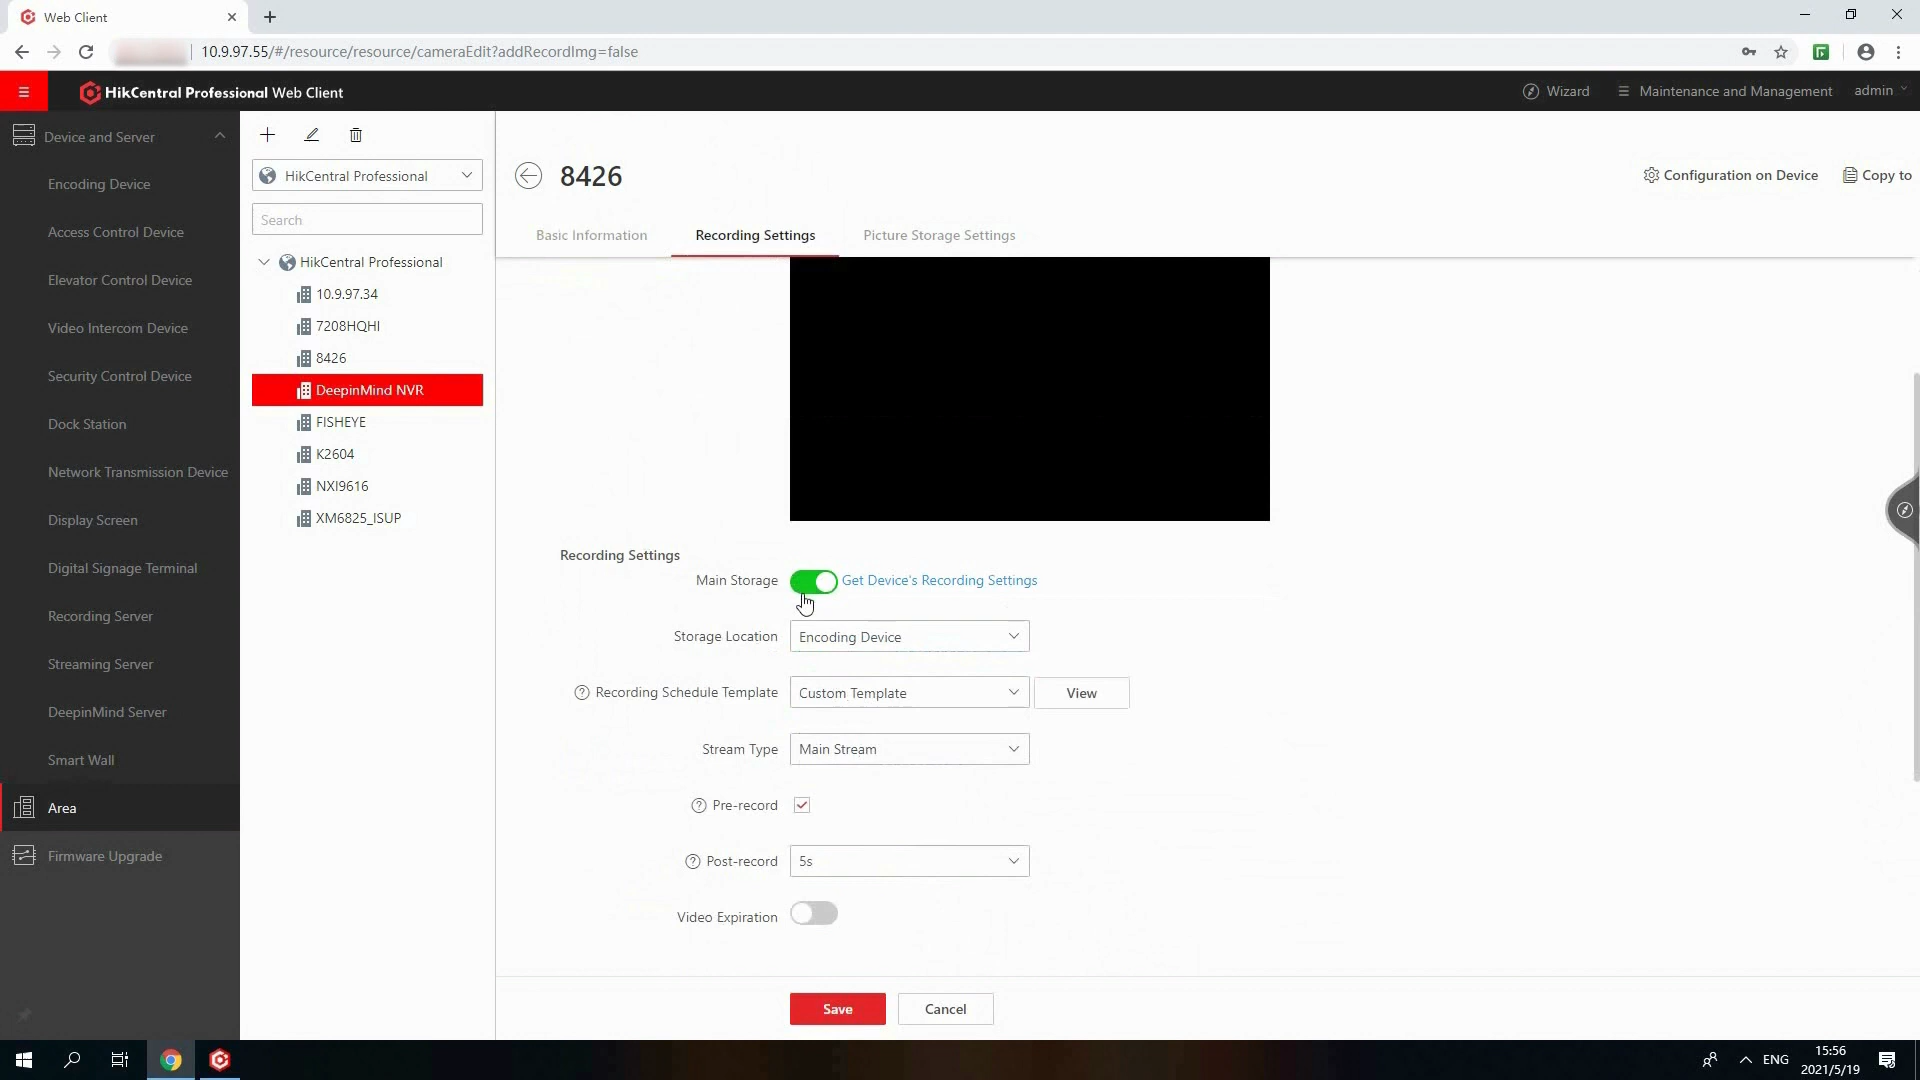 Web Client
10.9.97.55/#/resource/resource/cameraEdit?addRecordImg=false
HikCentral Professional Web Client
Wizard
Maintenance and Management
admin
Device and Server
Encoding Device
Access Control Device
Elevator Control Device
Video Intercom Device
Security Control Device
Dock Station
Network Transmission Device
Display Screen
Digital Signage Terminal
Recording Server
Streaming Server
DeepinMind Server
Smart Wall
Area
Firmware Upgrade
HikCentral Professional
Search
HikCentral Professional
10.9.97.34
7208HQHI
8426
DeepinMind NVR
FISHEYE
K2604
NXI9616
XM6825_ISUP
8426
Configuration on Device
Copy to
Basic Information
Recording Settings
Picture Storage Settings
Recording Settings
Main Storage
Get Device's Recording Settings
Storage Location
Encoding Device
Recording Schedule Template
Custom Template
View
Stream Type
Main Stream
Pre-record
Post-record
5s
Video Expiration
Save
Cancel
ENG
15:56
2021/5/19